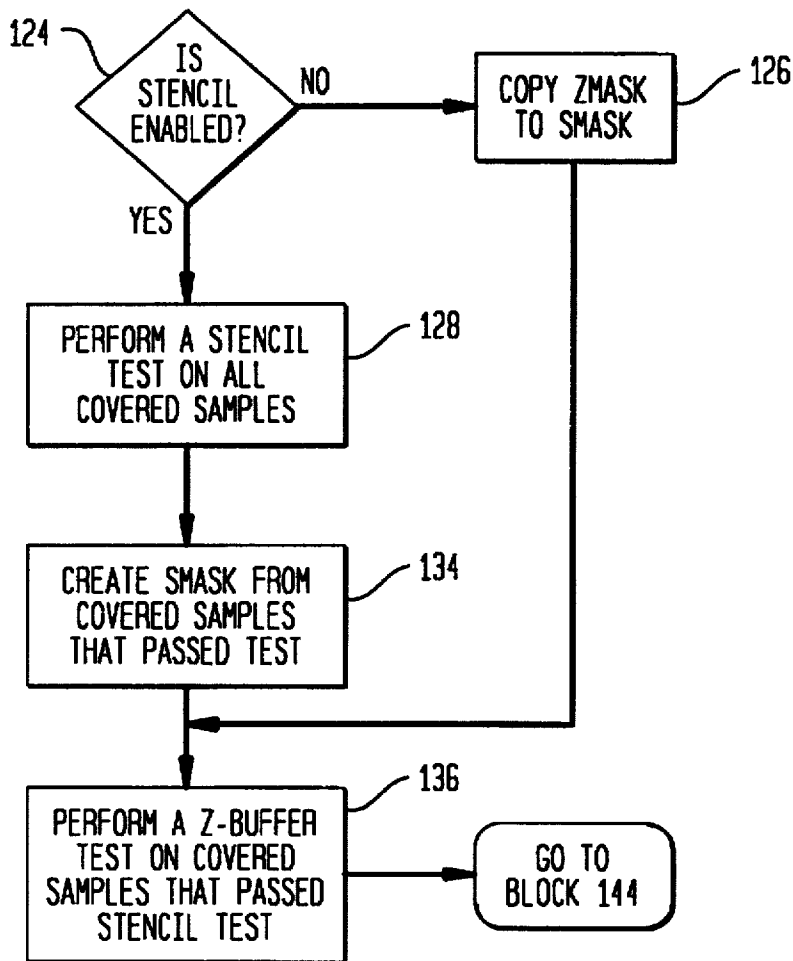 124
IS
STENCIL
ENABLED?
NO
YES
COPY ZMASK
TO SMASK
126
PERFORM A STENCIL
TEST ON ALL
COVERED SAMPLES
128
CREATE SMASK FROM
COVERED SAMPLES
THAT PASSED TEST
134
PERFORM A Z-BUFFER
TEST ON COVERED
SAMPLES THAT PASSED
STENCIL TEST
136
GO TO
BLOCK 144